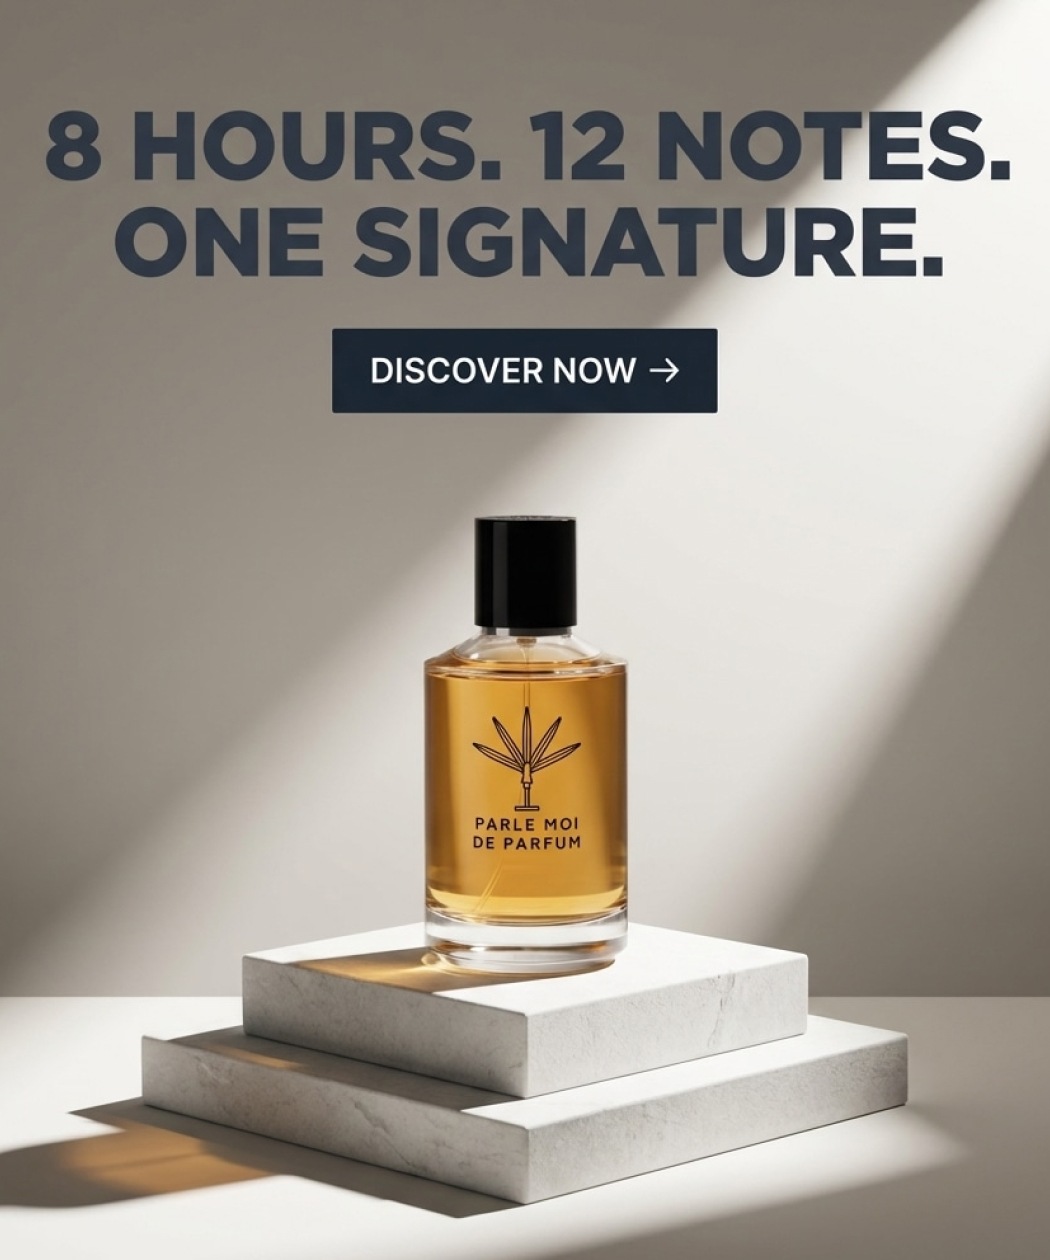 8 HOURS. 12 NOTES.
ONE SIGNATURE.
DISCOVER NOW →
PARLE MOI
DE PARFUM